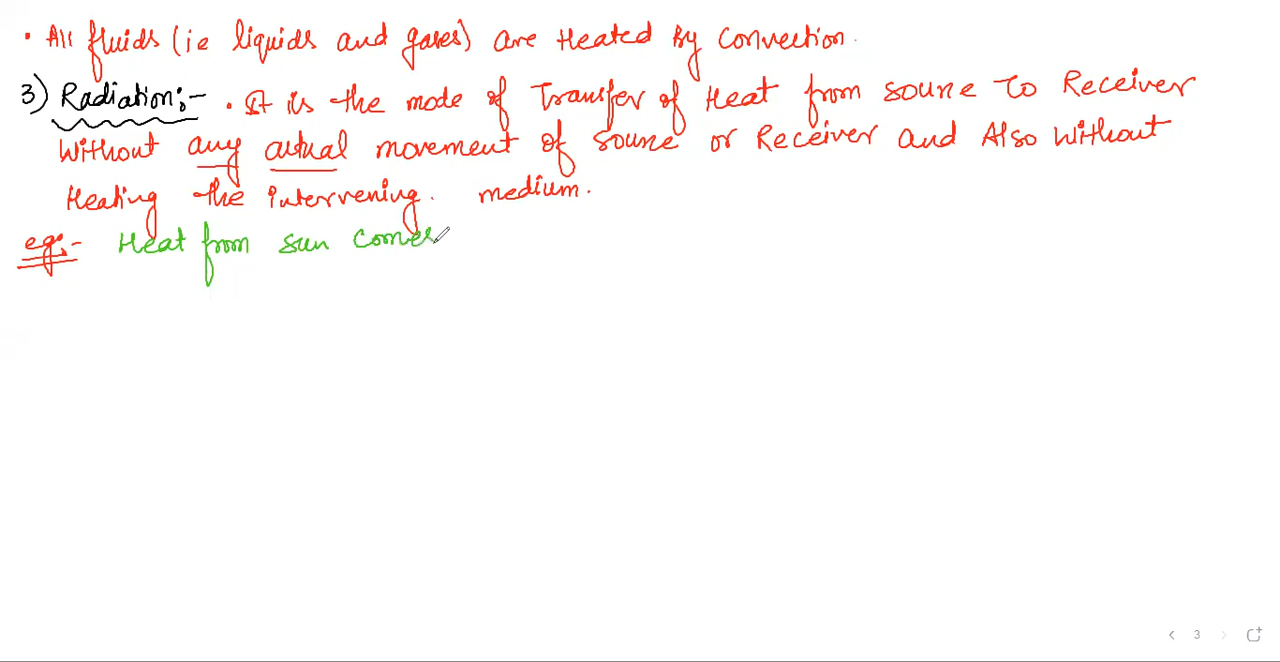 • All fluids (ie liquids and gases) are Heated By Convection.
3) Radiation:- • It is the mode of Transfer of Heat from source To Receiver
Without any actual movement of source or Receiver and Also Without
Heating the intervening. medium.
eg:- Heat from sun comes
3